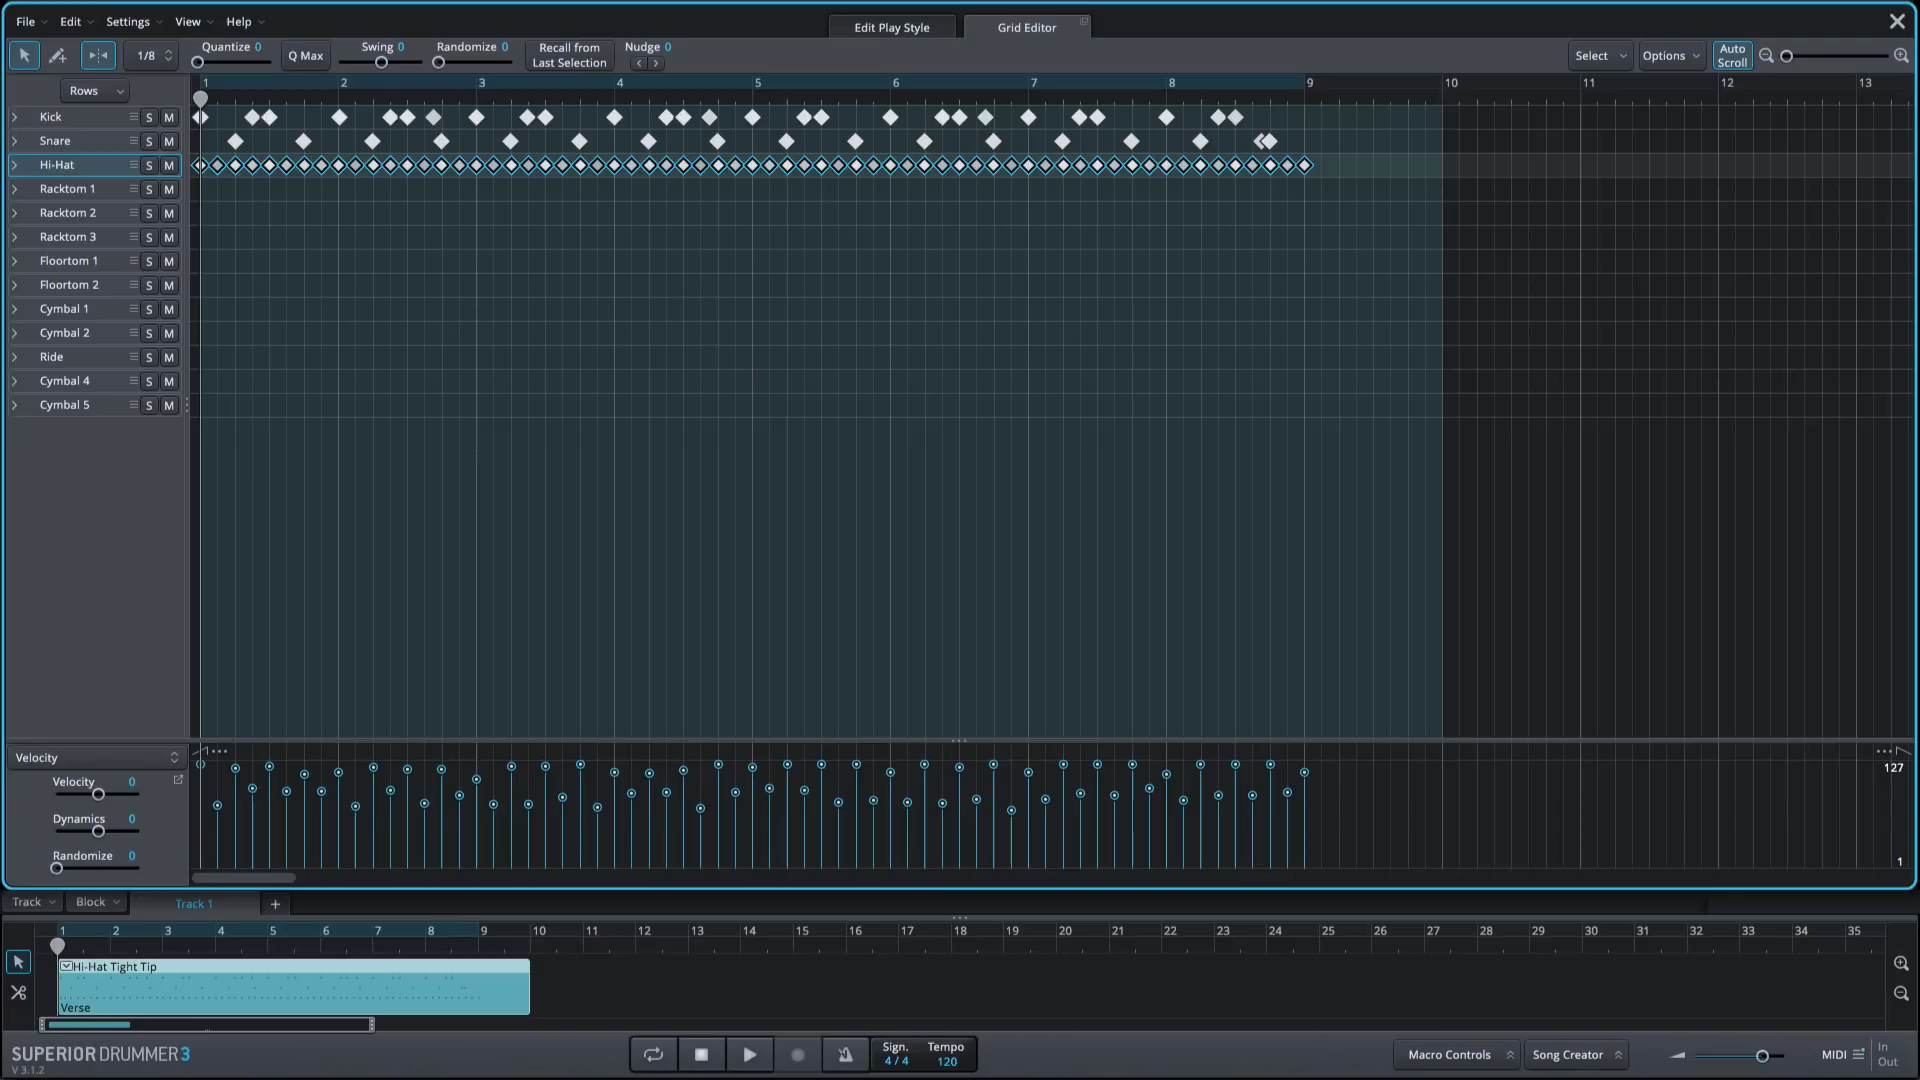 File Edit Settings View Help
Edit Play Style Grid Editor
1/8 Quantize 0 Q Max Swing 0 Randomize 0 Recall from Last Selection Nudge 0 Select Options Auto Scroll
Rows 1 2 3 4 5 6 7 8 9 10 11 12 13
Kick S M
Snare S M
Hi-Hat S M
Racktom 1 S M
Racktom 2 S M
Racktom 3 S M
Floortom 1 S M
Floortom 2 S M
Cymbal 1 S M
Cymbal 2 S M
Ride S M
Cymbal 4 S M
Cymbal 5 S M
Velocity
127
Velocity 0
Dynamics 0
Randomize 0
1
Track Block Track 1 +
1 2 3 4 5 6 7 8 9 10 11 12 13 14 15 16 17 18 19 20 21 22 23 24 25 26 27 28 29 30 31 32 33 34 35
Hi-Hat Tight Tip
Verse
SUPERIOR DRUMMER 3
V 3.1.2
Sign. Tempo
4/4 120
Macro Controls Song Creator MIDI In
Out